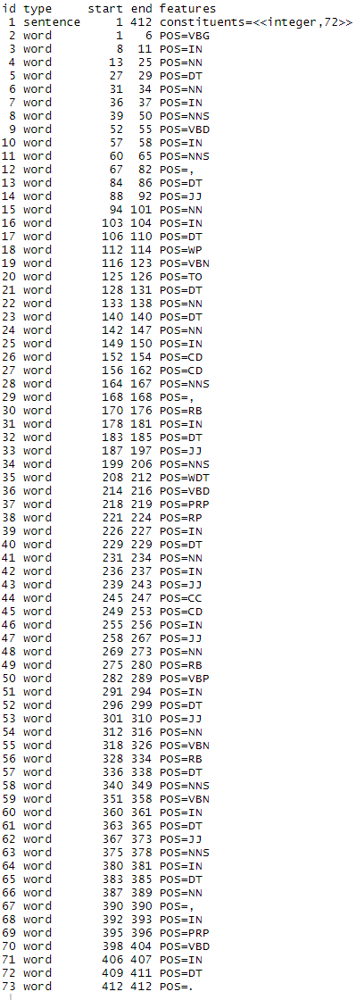 id type start end features
1 sentence 1 412 constituents=<<integer,72>>
2 word 1 6 POS=VBG
3 word 8 11 POS=IN
4 word 13 25 POS=NN
5 word 27 29 POS=DT
6 word 31 34 POS=NN
7 word 36 37 POS=IN
8 word 39 50 POS=NNS
9 word 52 55 POS=VBD
10 word 57 58 POS=IN
11 word 60 65 POS=NNS
12 word 67 82 POS=,
13 word 84 86 POS=DT
14 word 88 92 POS=JJ
15 word 94 101 POS=NN
16 word 103 104 POS=IN
17 word 106 110 POS=DT
18 word 112 114 POS=WP
19 word 116 123 POS=VBN
20 word 125 126 POS=TO
21 word 128 131 POS=DT
22 word 133 138 POS=NN
23 word 140 140 POS=DT
24 word 142 147 POS=NN
25 word 149 150 POS=IN
26 word 152 154 POS=CD
27 word 156 162 POS=CD
28 word 164 167 POS=NNS
29 word 168 168 POS=,
30 word 170 176 POS=RB
31 word 178 181 POS=IN
32 word 183 185 POS=DT
33 word 187 197 POS=JJ
34 word 199 206 POS=NNS
35 word 208 212 POS=WDT
36 word 214 216 POS=VBD
37 word 218 219 POS=PRP
38 word 221 224 POS=RP
39 word 226 227 POS=IN
40 word 229 229 POS=DT
41 word 231 234 POS=NN
42 word 236 237 POS=IN
43 word 239 243 POS=JJ
44 word 245 247 POS=CC
45 word 249 253 POS=CD
46 word 255 256 POS=IN
47 word 258 267 POS=JJ
48 word 269 273 POS=NN
49 word 275 280 POS=RB
50 word 282 289 POS=VBP
51 word 291 294 POS=IN
52 word 296 299 POS=DT
53 word 301 310 POS=JJ
54 word 312 316 POS=NN
55 word 318 326 POS=VBN
56 word 328 334 POS=RB
57 word 336 338 POS=DT
58 word 340 349 POS=NNS
59 word 351 358 POS=VBN
60 word 360 361 POS=IN
61 word 363 365 POS=DT
62 word 367 373 POS=JJ
63 word 375 378 POS=NNS
64 word 380 381 POS=IN
65 word 383 385 POS=DT
66 word 387 389 POS=NN
67 word 390 390 POS=,
68 word 392 393 POS=IN
69 word 395 396 POS=PRP
70 word 398 404 POS=VBD
71 word 406 407 POS=IN
72 word 409 411 POS=DT
73 word 412 412 POS=.